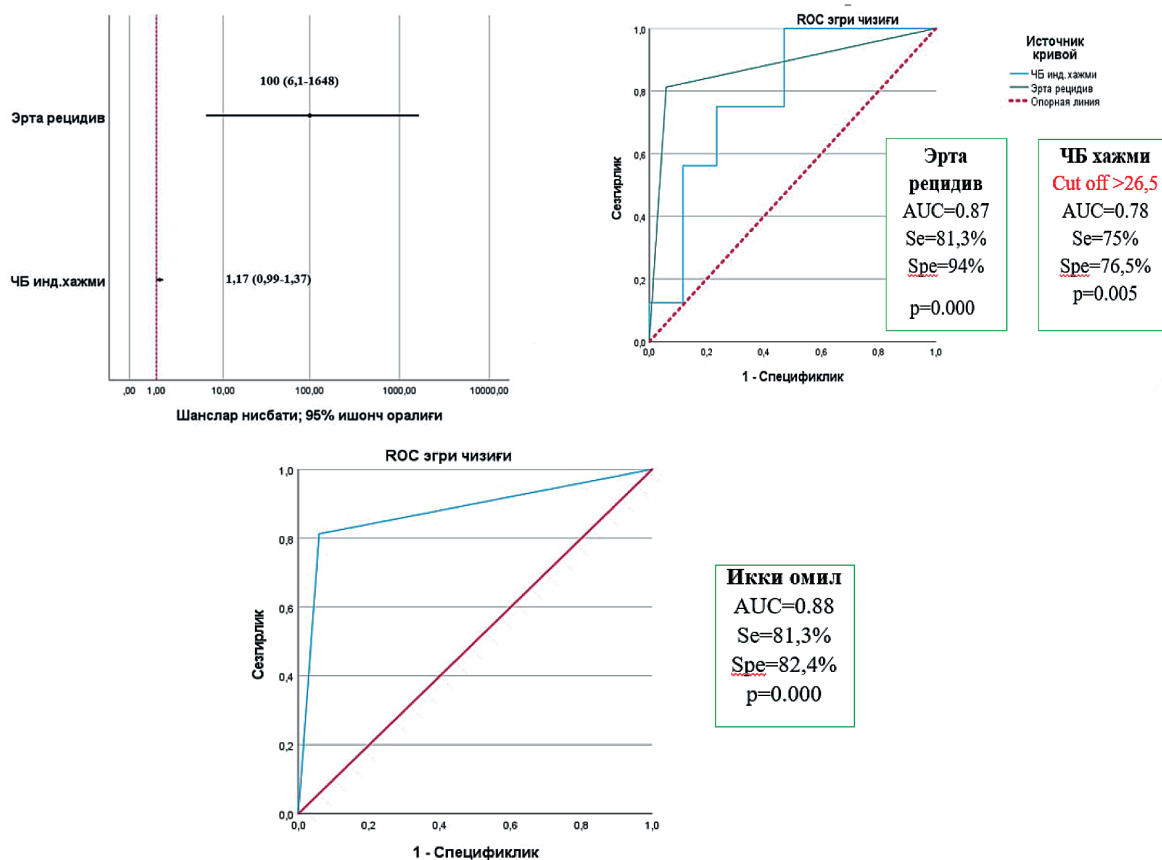 100 (6,1-1648)
Эрта рецидив
ЧБ инд.хажми
1,17 (0,99-1,37)
,00 1,00 10,00 100,00 1000,00 10000,00
Шанслар нисбати; 95% ишонч оралиғи
ROC эгри чизиғи
1,0
0,8
0,6
0,4
0,2
0,0
Сезгирлик
0,0 0,2 0,4 0,6 0,8 1,0
1 - Спецификлик
Источник
кривой
ЧБ инд.хажми
Эрта рецидив
Опорная линия
Эрта
рецидив
AUC=0.87
Se=81,3%
Spe=94%
p=0.000
ЧБ хажми
Cut off >26,5
AUC=0.78
Se=75%
Spe=76,5%
p=0.005
ROC эгри чизиғи
1,0
0,8
0,6
0,4
0,2
0,0
Сезгирлик
0,0 0,2 0,4 0,6 0,8 1,0
1 - Спецификлик
Икки омил
AUC=0.88
Se=81,3%
Spe=82,4%
p=0.000